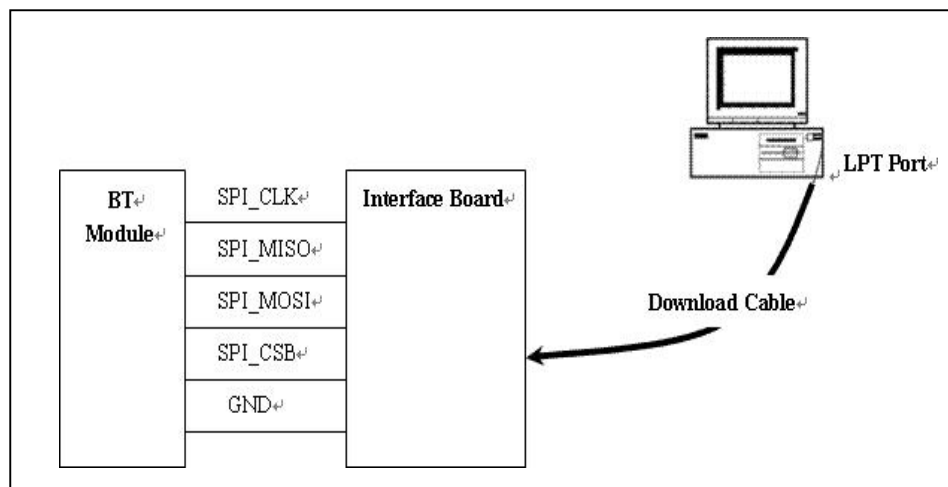 LPT Port
BT
Module
SPI_CLK
Interface Board
SPI_MISO
SPI_MOSI
Download Cable
SPI_CSB
GND